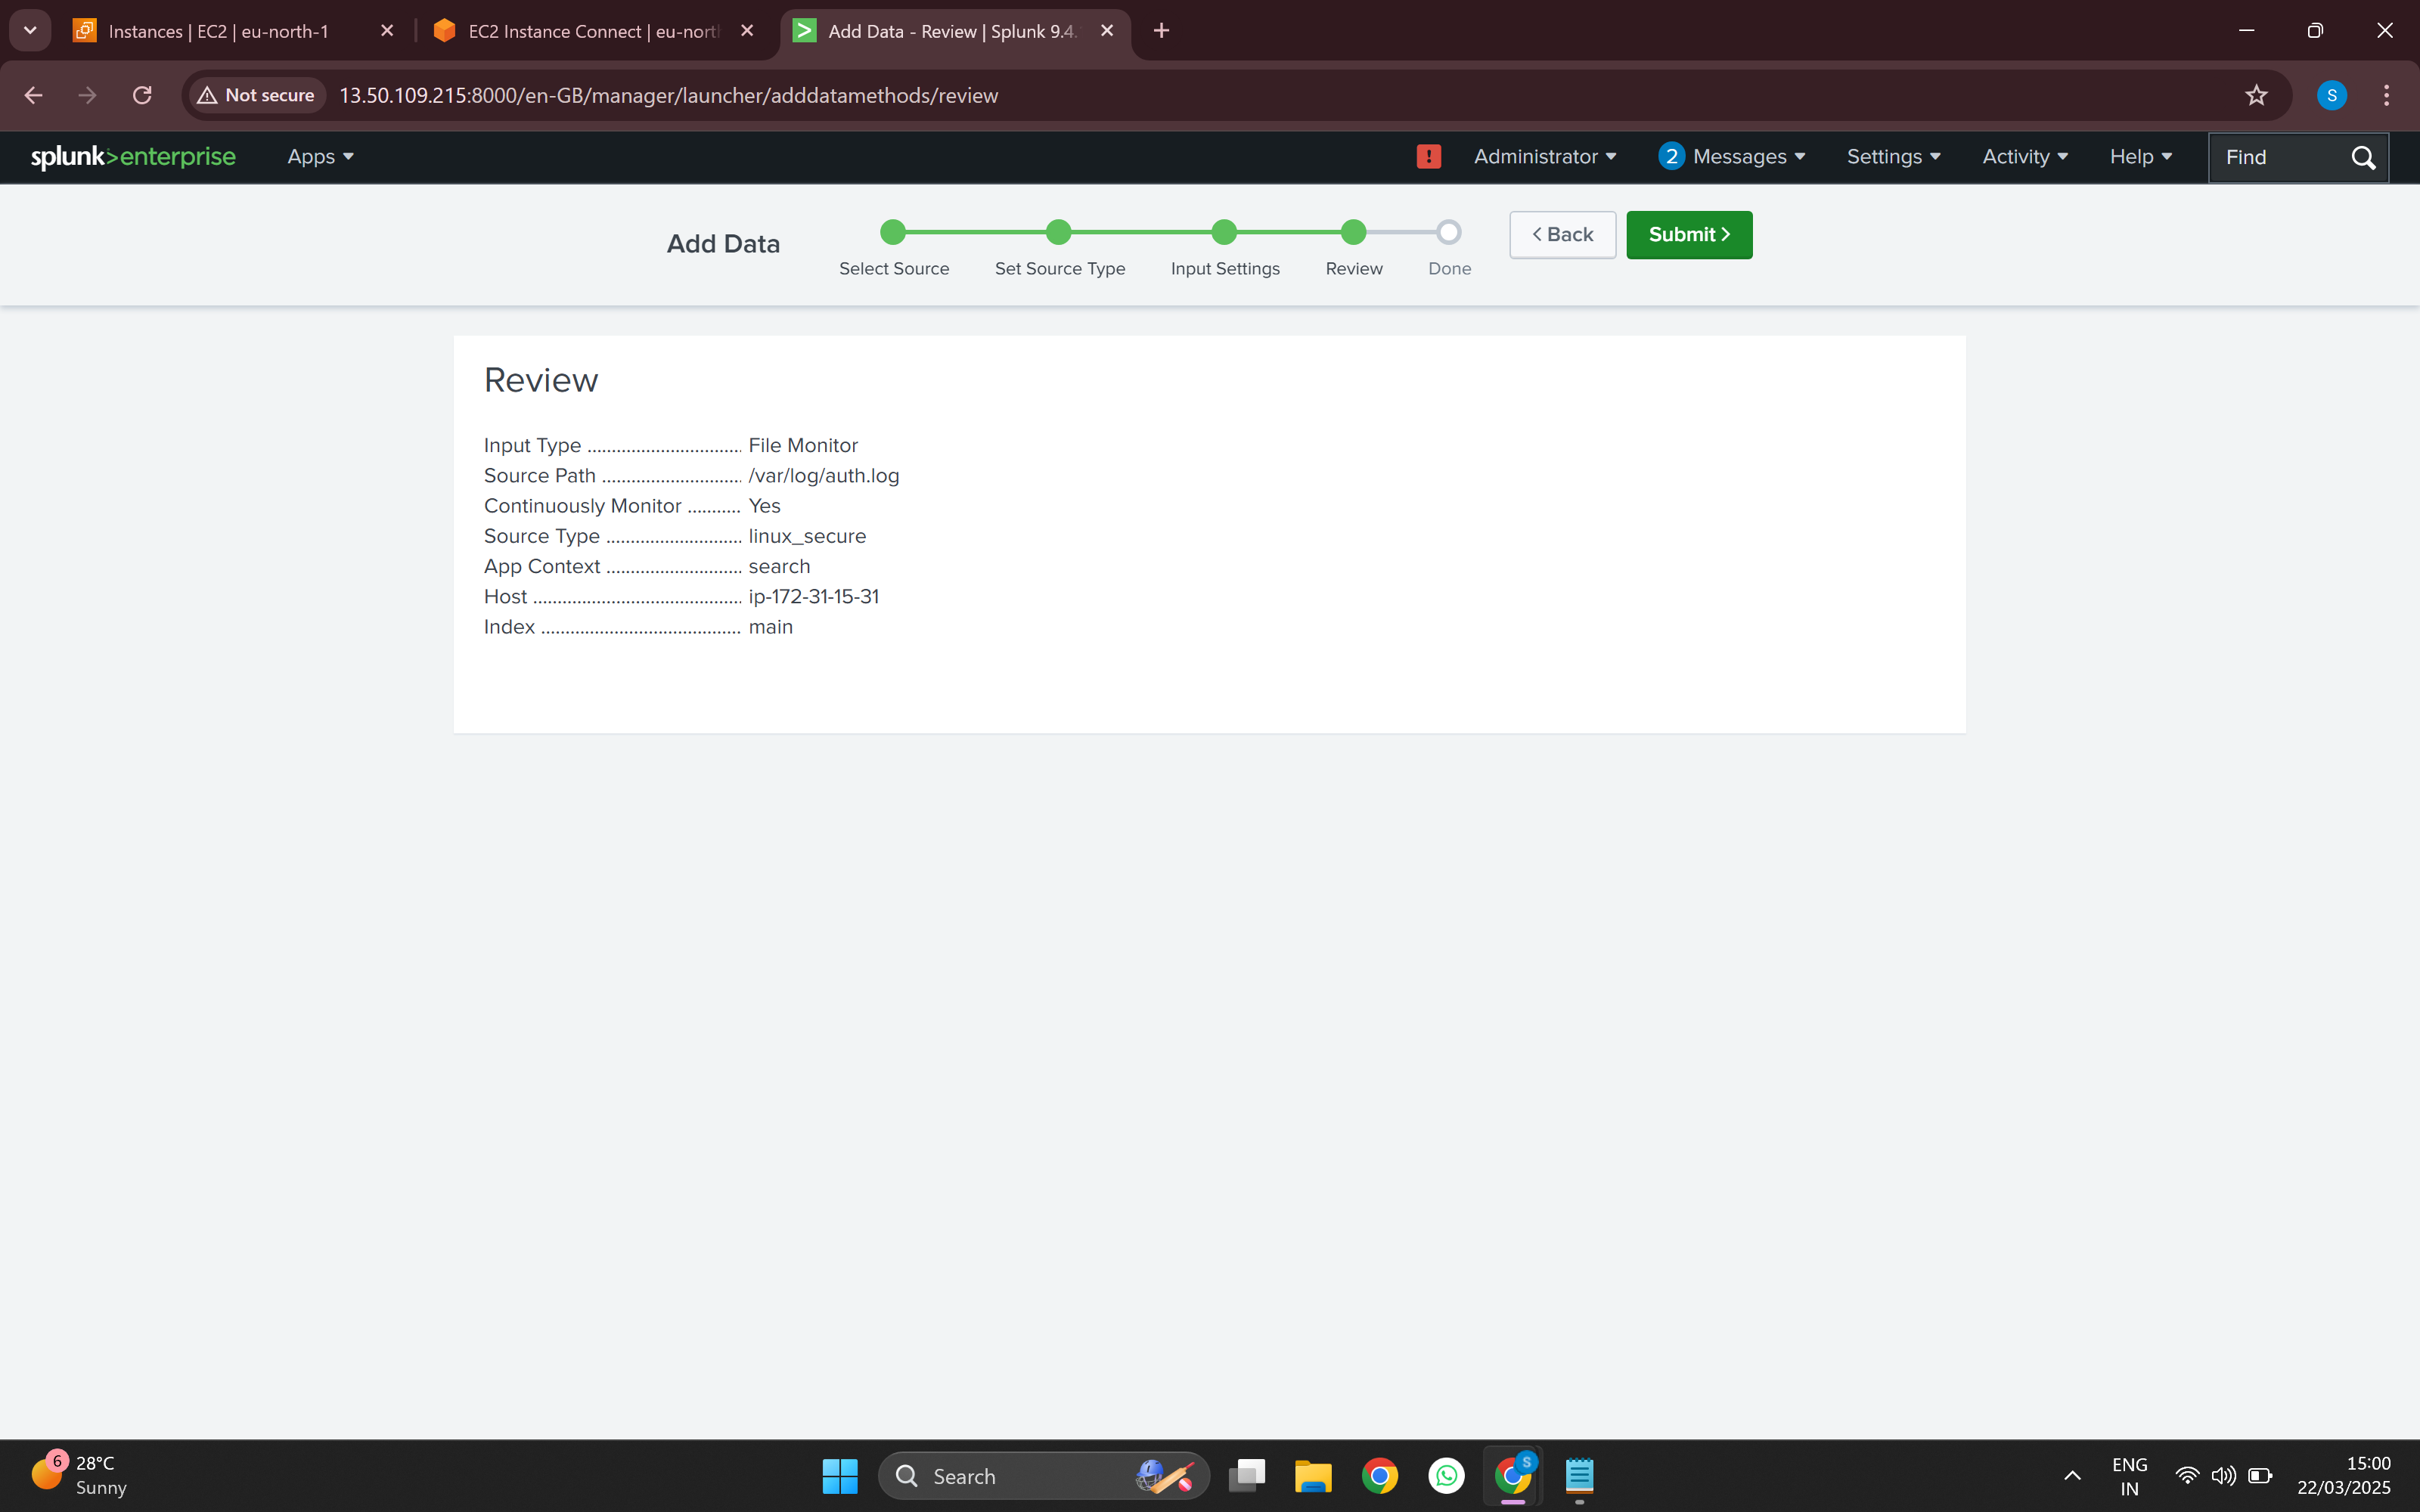 Instances | EC2 | eu-north-1
EC2 Instance Connect | eu-nort
Add Data - Review | Splunk 9.4.
Not secure
13.50.109.215:8000/en-GB/manager/launcher/adddatamethods/review
S
splunk>enterprise
Apps
!
Administrator
2
Messages
Settings
Activity
Help
Find
Add Data
Select Source
Set Source Type
Input Settings
Review
Done
< Back
Submit >
Review
Input Type ................................ File Monitor
Source Path ............................. /var/log/auth.log
Continuously Monitor ........... Yes
Source Type ............................ linux_secure
App Context ............................ search
Host ........................................... ip-172-31-15-31
Index ......................................... main
6
28°C
Sunny
Search
S
ENG
IN
15:00
22/03/2025